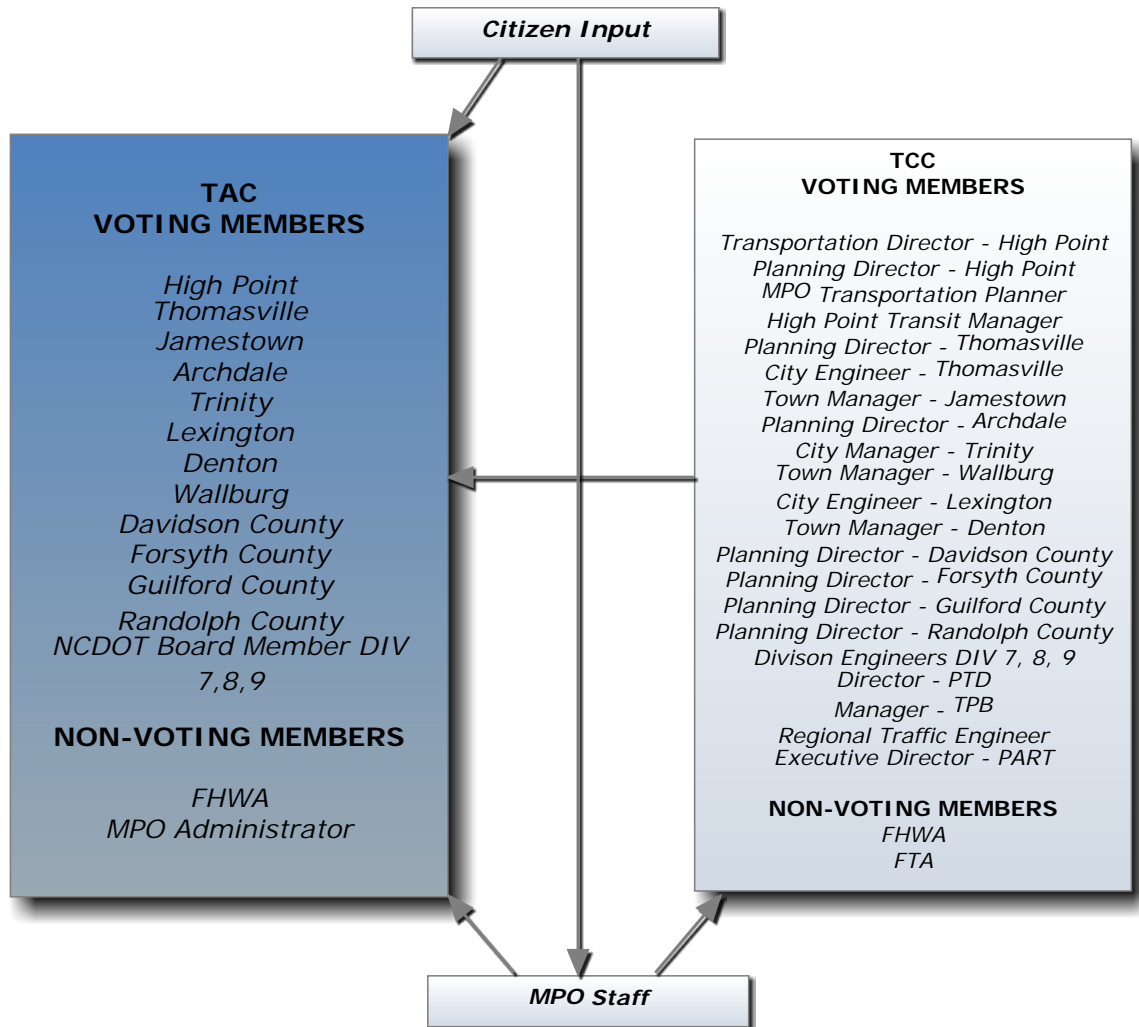 Citizen Input
TAC
VOTING MEMBERS
High Point
Thomasville
Jamestown
Archdale
Trinity
Lexington
Denton
Wallburg
Davidson County
Forsyth County
Guilford County
Randolph County
NCDOT Board Member DIV
7,8,9
NON-VOTING MEMBERS
FHWA
MPO Administrator
TCC
VOTING MEMBERS
Transportation Director - High Point
Planning Director - High Point
MPO Transportation Planner
High Point Transit Manager
Planning Director - Thomasville
City Engineer - Thomasville
Town Manager - Jamestown
Planning Director - Archdale
City Manager - Trinity
Town Manager - Wallburg
City Engineer - Lexington
Town Manager - Denton
Planning Director - Davidson County
Planning Director - Forsyth County
Planning Director - Guilford County
Planning Director - Randolph County
Divison Engineers DIV 7, 8, 9
Director - PTD
Manager - TPB
Regional Traffic Engineer
Executive Director - PART
NON-VOTING MEMBERS
FHWA
FTA
MPO Staff